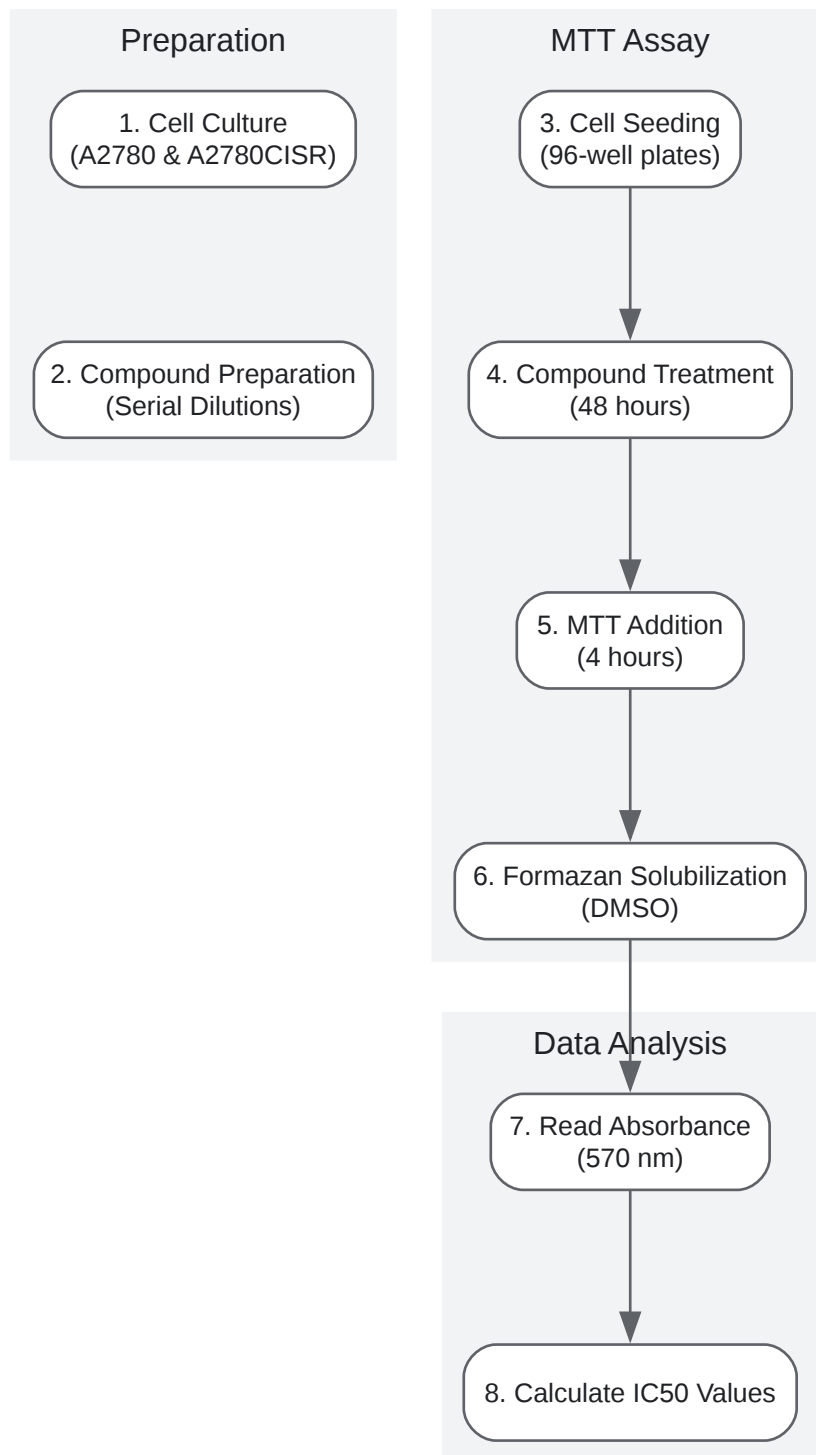 Preparation
1. Cell Culture
(A2780 & A2780CISR)
2. Compound Preparation
(Serial Dilutions)
MTT Assay
3. Cell Seeding
(96-well plates)
4. Compound Treatment
(48 hours)
5. MTT Addition
(4 hours)
6. Formazan Solubilization
(DMSO)
Data Analysis
7. Read Absorbance
(570 nm)
8. Calculate IC50 Values